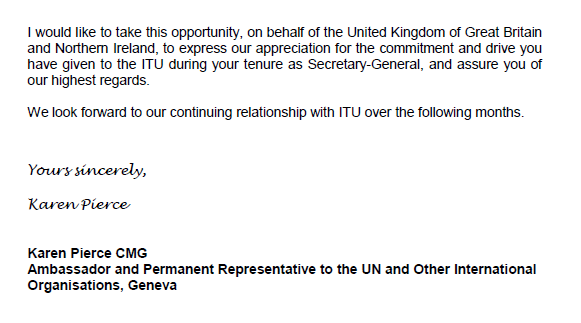 I would like to take this opportunity, on behalf of the United Kingdom of Great Britain
and Northern Ireland, to express our appreciation for the commitment and drive you
have given to the ITU during your tenure as Secretary-General, and assure you of
our highest regards.
We look forward to our continuing relationship with ITU over the following months.
Yours sincerely,
Karen Pierce
Karen Pierce CMG
Ambassador and Permanent Representative to the UN and Other International
Organisations, Geneva